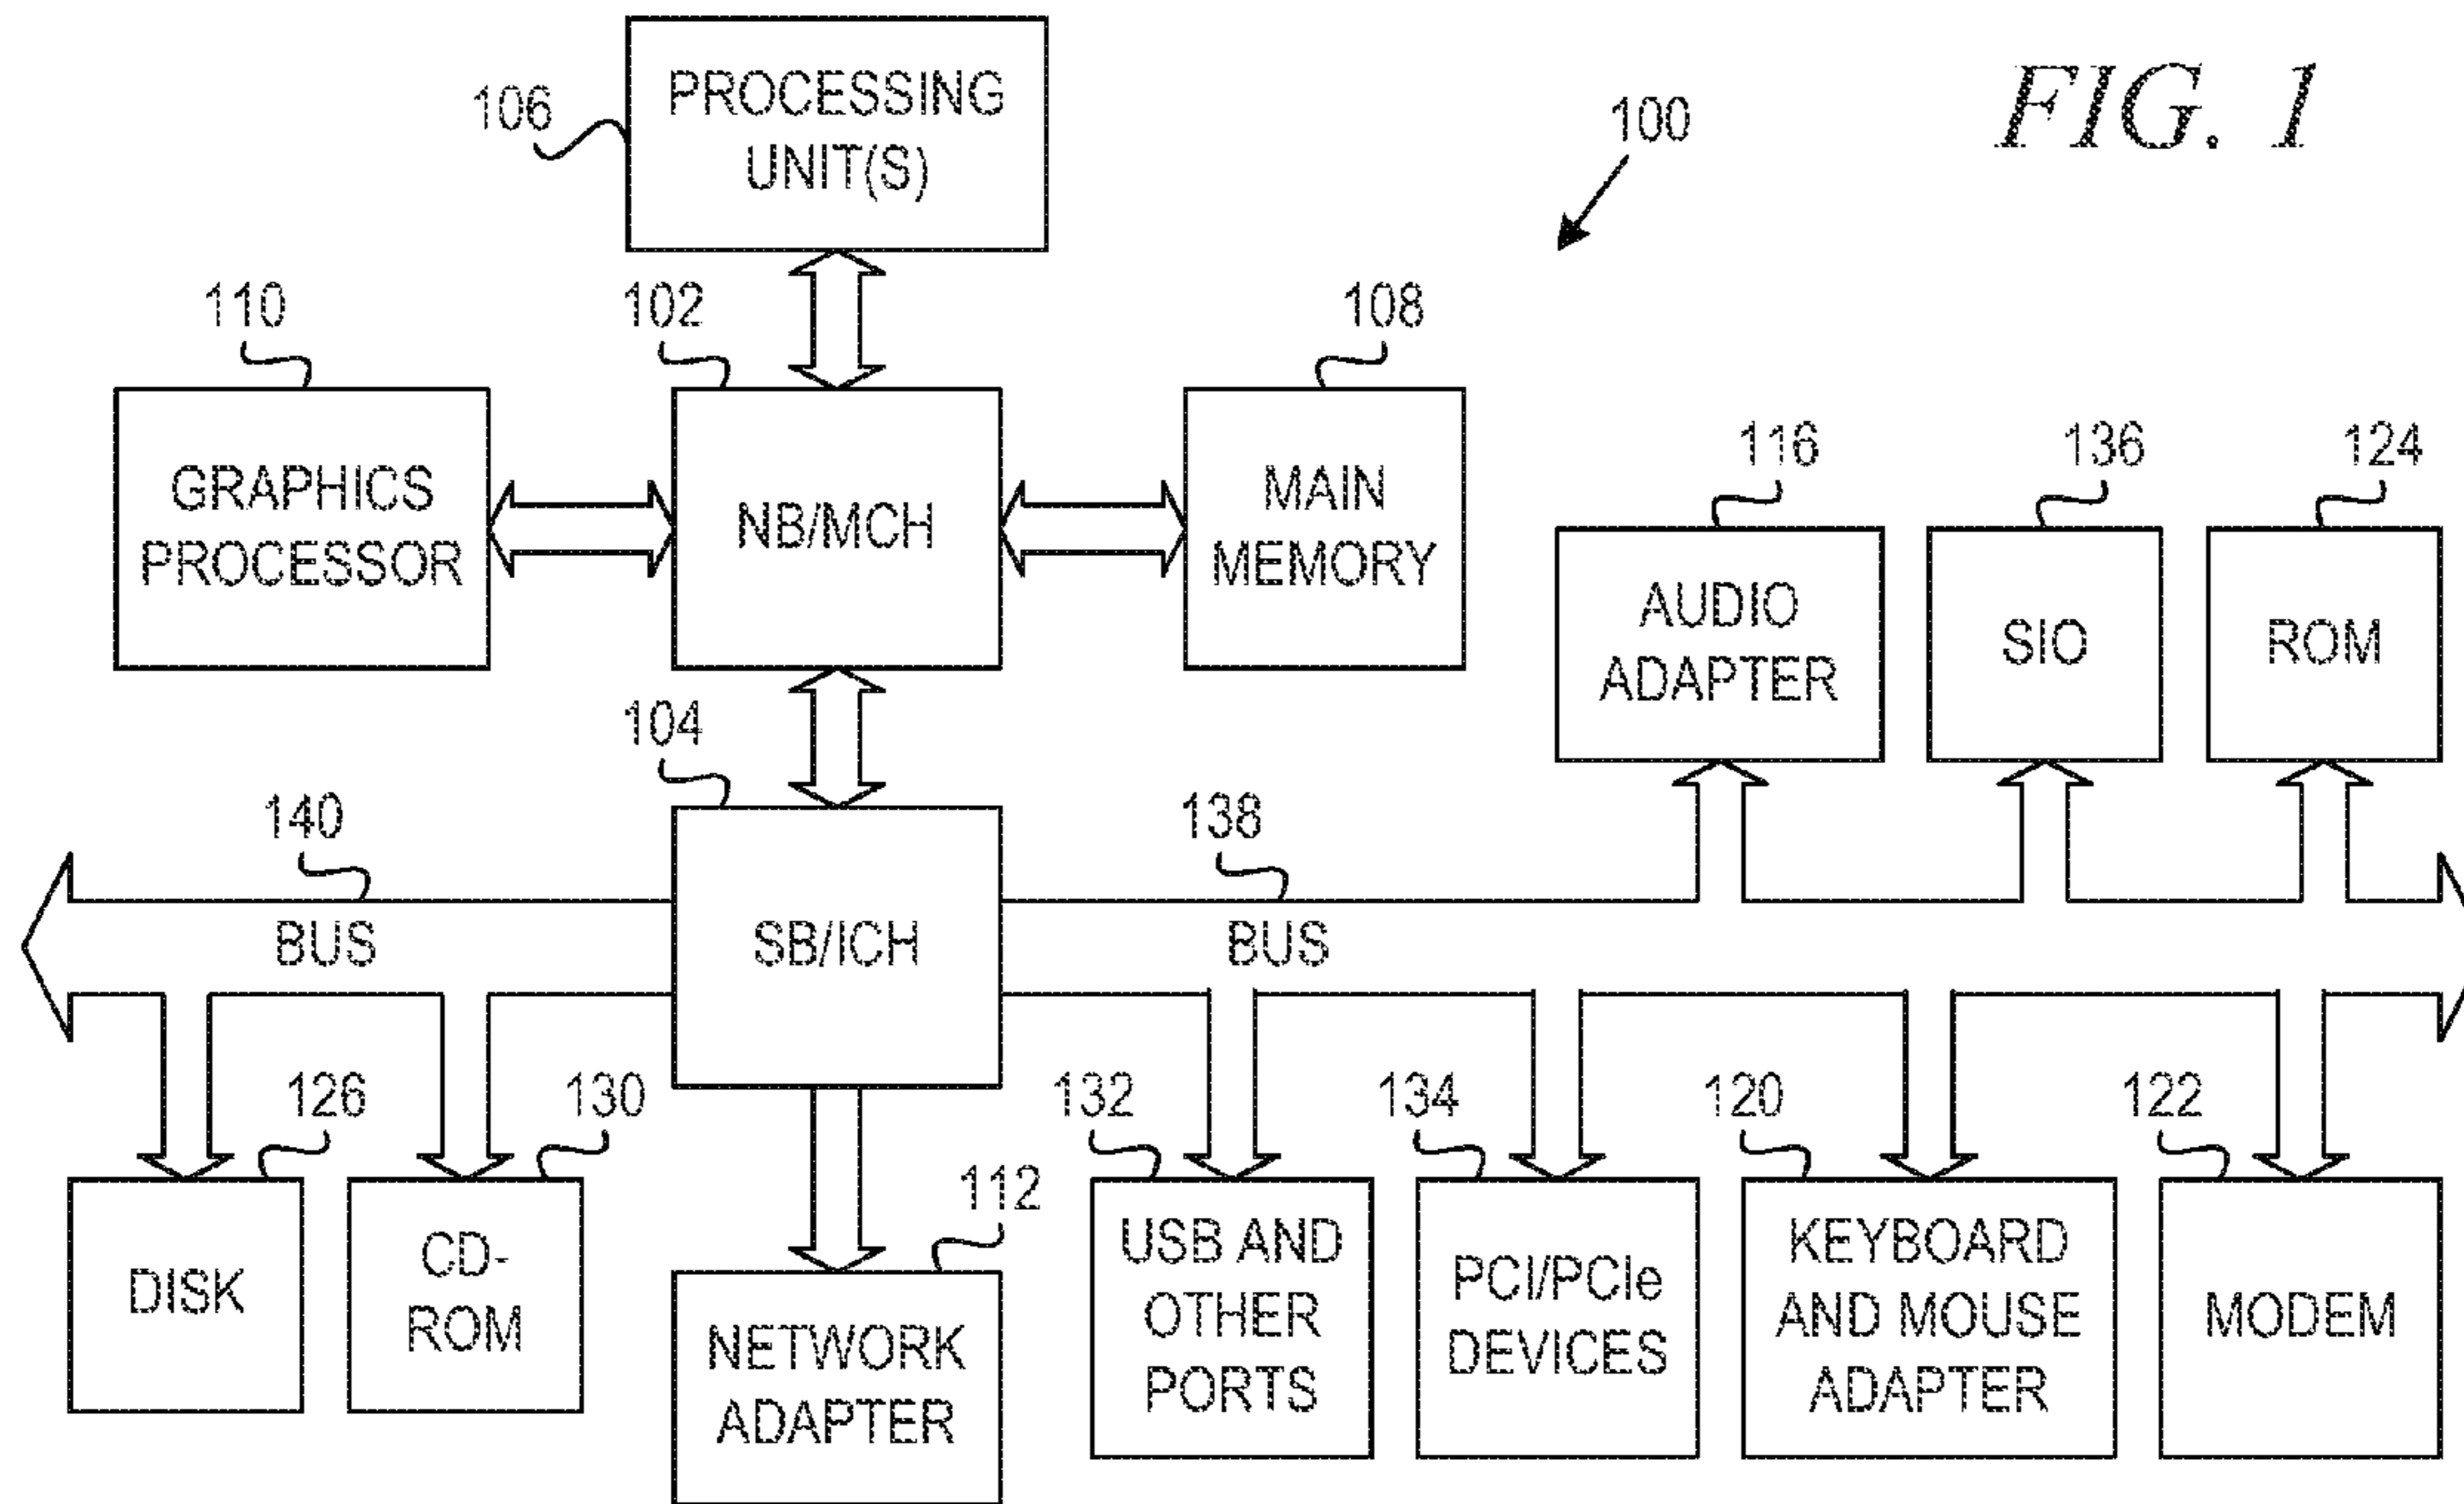 FIG. 1
100
106
PROCESSING
UNIT(S)
110
GRAPHICS
PROCESSOR
102
NB/MCH
108
MAIN
MEMORY
116
AUDIO
ADAPTER
136
SIO
124
ROM
104
SB/ICH
140
BUS
138
BUS
126
DISK
130
CD-
ROM
112
NETWORK
ADAPTER
132
USB AND
OTHER
PORTS
134
PCI/PCIe
DEVICES
120
KEYBOARD
AND MOUSE
ADAPTER
122
MODEM